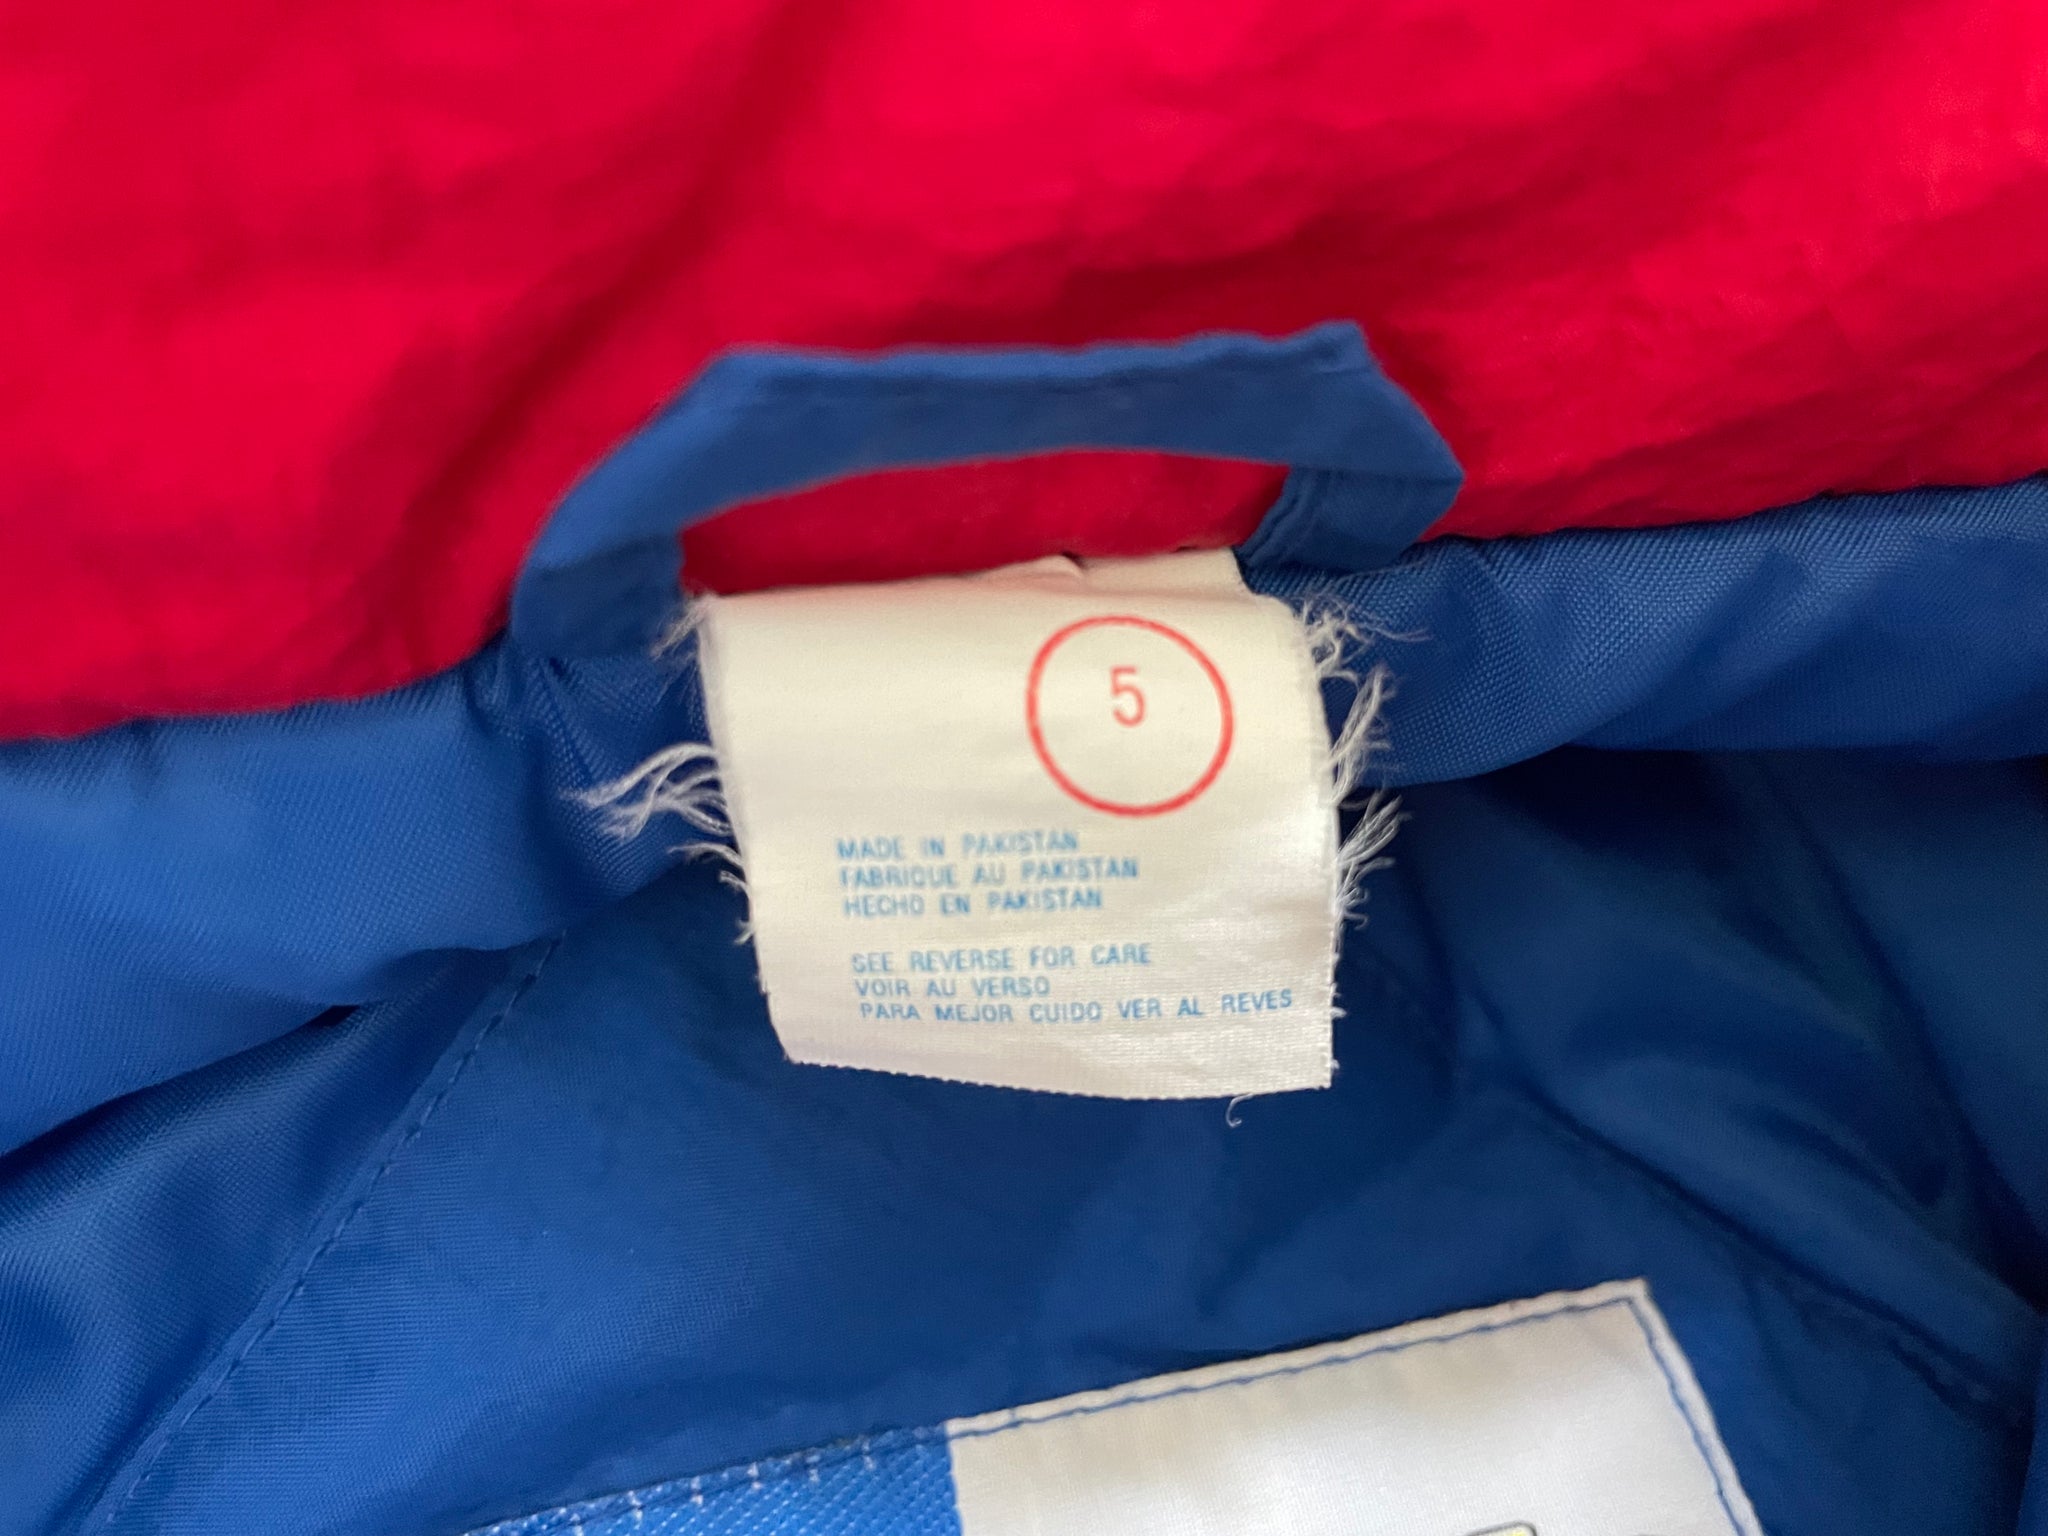 5
MADE IN PAKISTAN
FABRIQUE AU PAKISTAN
HECHO EN PAKISTAN
SEE REVERSE FOR CARE
VOIR AU VERSO
PARA MEJOR CUIDO VER AL REVES